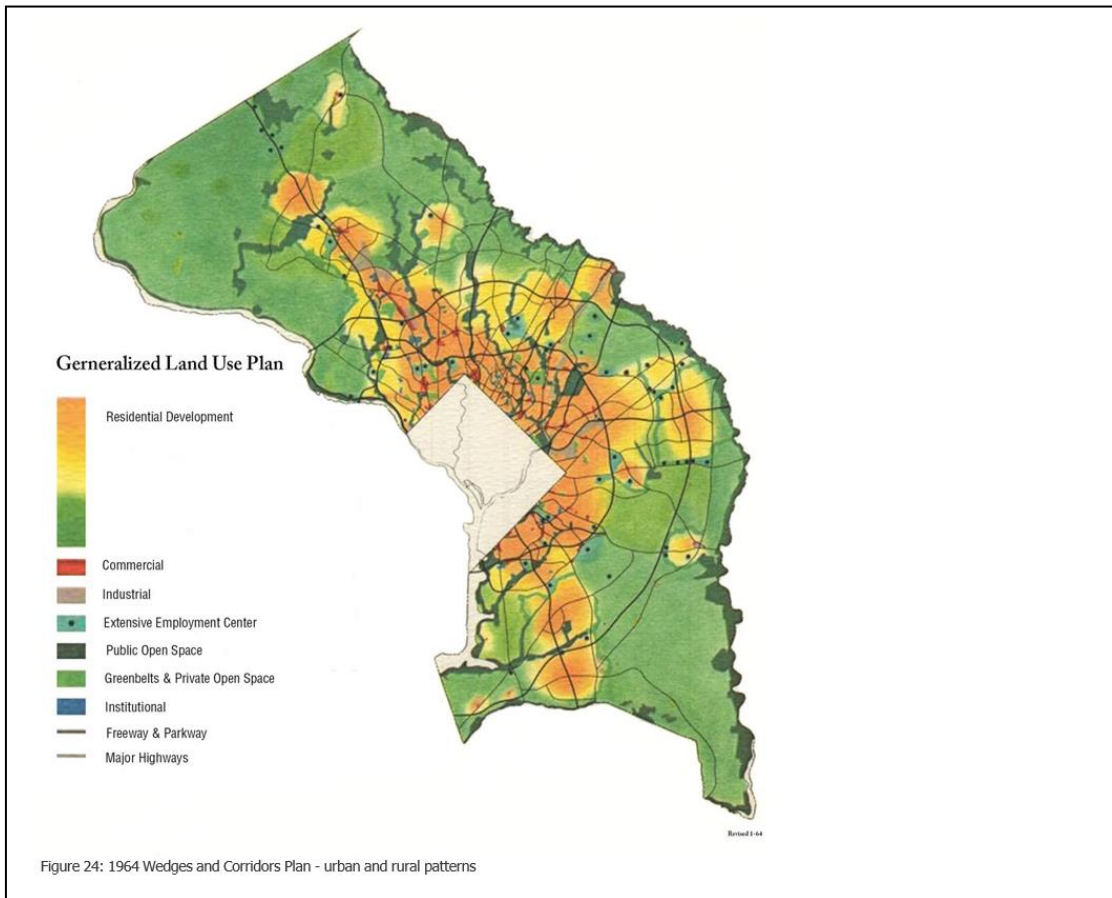 Gerneralized Land Use Plan
Residential Development
Commercial
Industrial
Extensive Employment Center
Public Open Space
Greenbelts & Private Open Space
Institutional
Freeway & Parkway
Major Highways
Revised 1-64
Figure 24: 1964 Wedges and Corridors Plan - urban and rural patterns